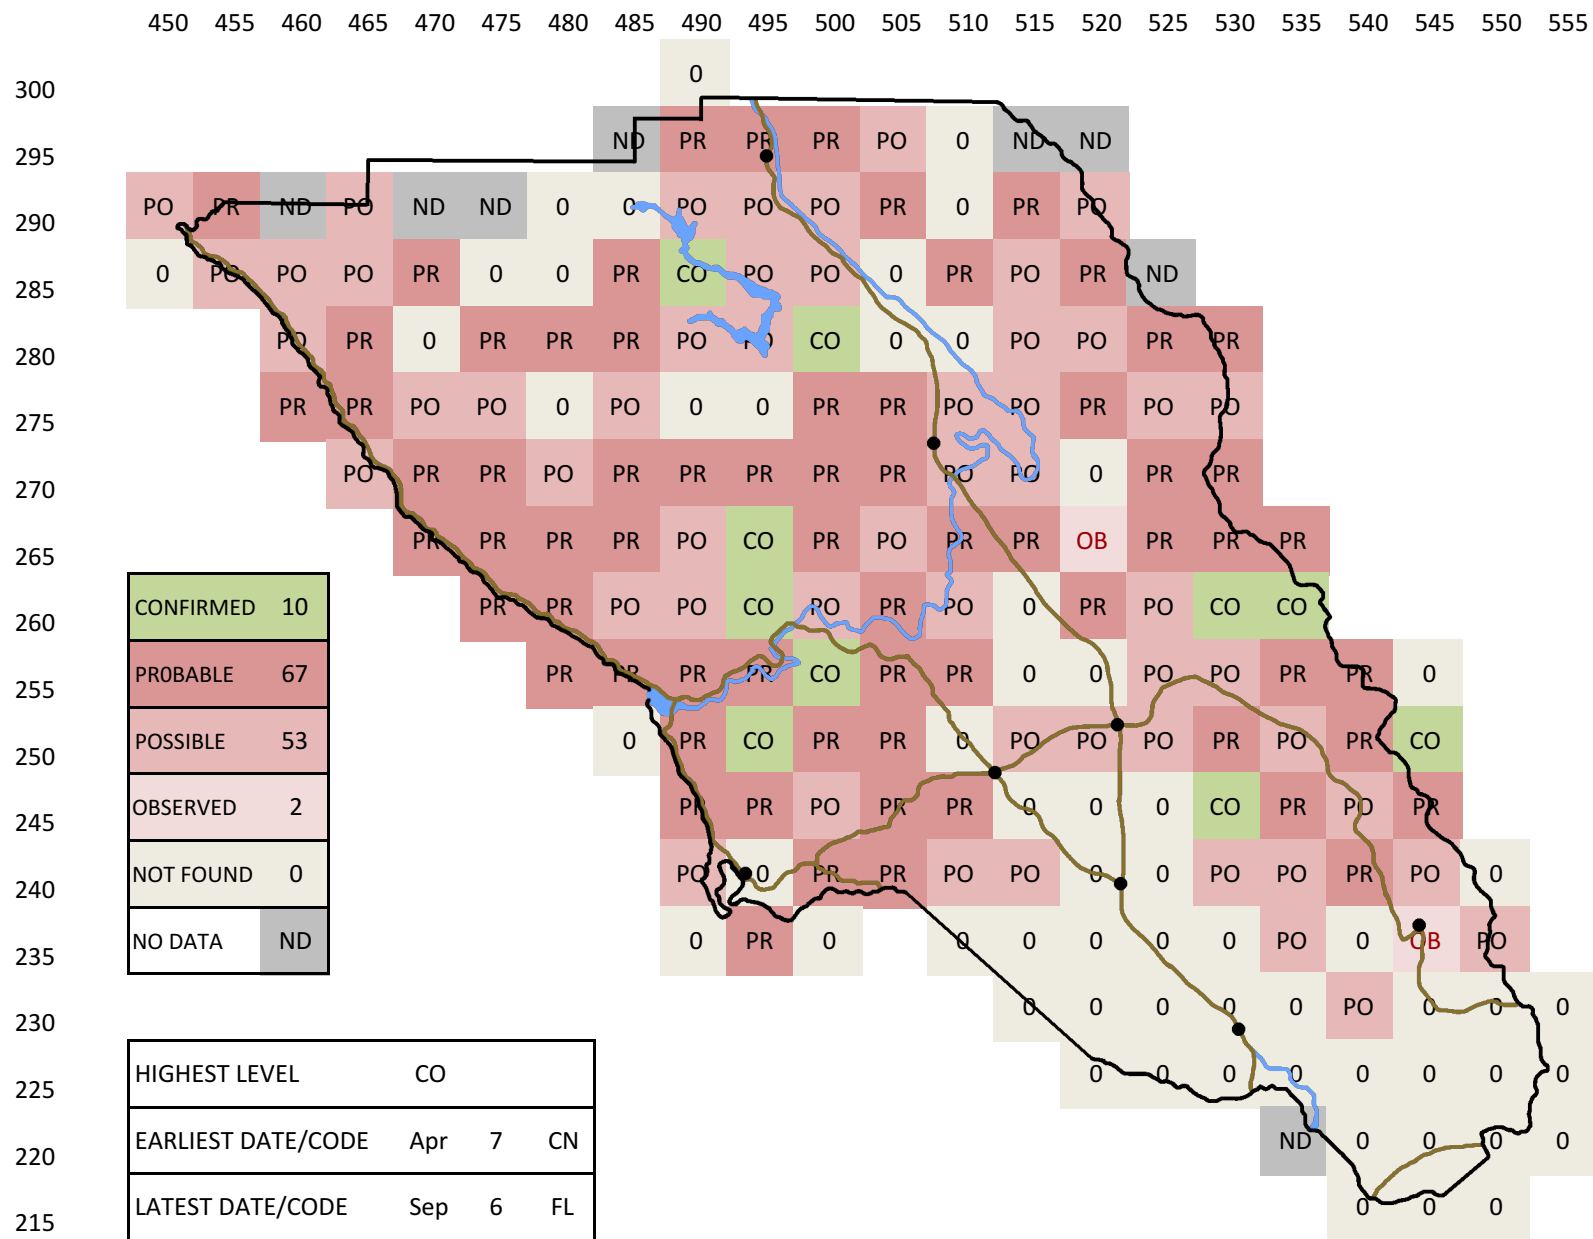 450 455 460 465 470 475 480 485 490 495 500 505 510 515 520 525 530 535 540 545 550 555
0
300
ND PR PR PR PO 0 ND ND
295
PO PR ND PO ND ND 0 0 PO PO PO PR 0 PR PO
290
0 PO PO PO PR 0 0 PR CO PO PO 0 PR PO PR ND
285
PO PR 0 PR PR PR PO PO CO 0 0 PO PO PR PR
280
PR PR PO PO 0 PO 0 0 PR PR PO PO PR PO PO
275
PO PR PR PO PR PR PR PR PR PO PO 0 PR PR
270
PR PR PR PR PO CO PR PO PR PR OB PR PR PR
265
CONFIRMED 10 PR PR PO PO CO PO PR PO 0 PR PO CO CO
260
PR0BABLE 67 PR PR PR PR CO PR PR 0 0 PO PO PR PR 0
255
POSSIBLE 53 0 PR CO PR PR 0 PO PO PO PR PO PR CO
250
OBSERVED 2 PR PR PO PR PR 0 0 0 CO PR PO PR
245
NOT FOUND 0 PO 0 PR PR PO PO 0 0 PO PO PR PO 0
240
NO DATA ND 0 PR 0 0 0 0 0 PO 0 OB PO
235
0 0 0 0 0 PO 0 0 0
230
HIGHEST LEVEL CO 0 0 0 0 0 0 0 0
225
EARLIEST DATE/CODE Apr 7 CN ND 0 0 0 0
220
LATEST DATE/CODE Sep 6 FL 0 0 0
215